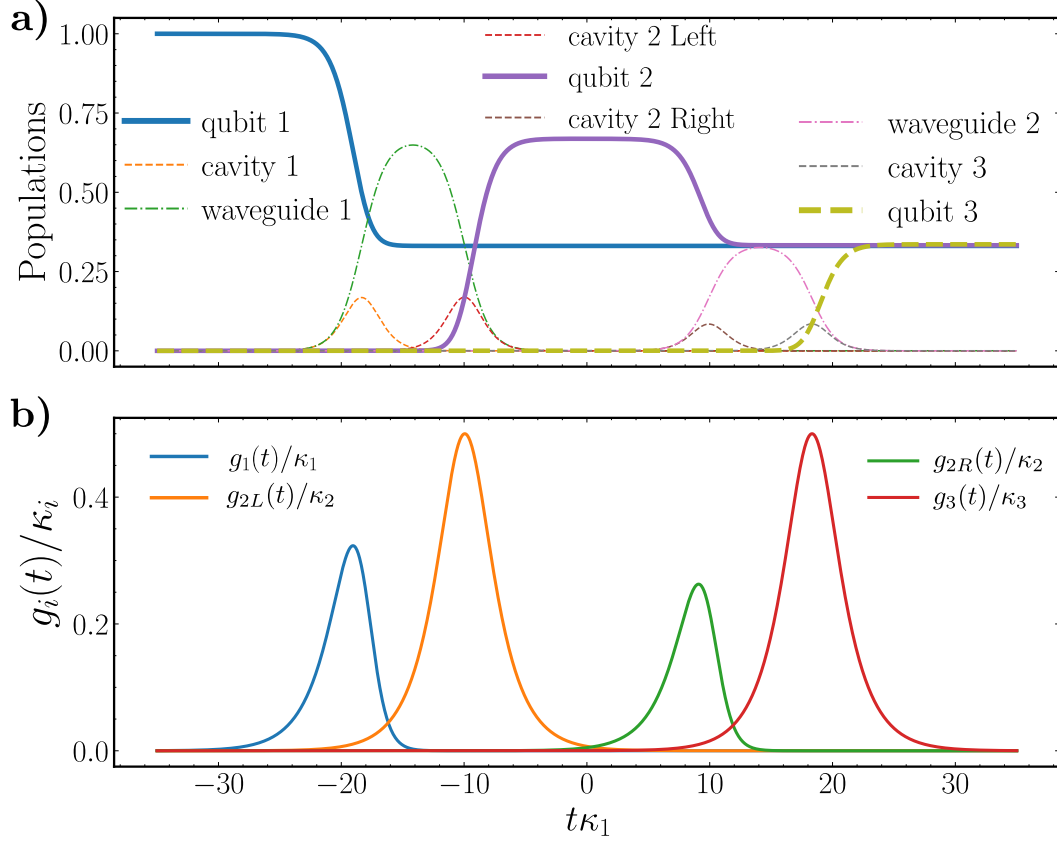 a)
1.00
0.75
0.50
0.25
0.00
Populations
qubit 1
cavity 1
waveguide 1
cavity 2 Left
qubit 2
cavity 2 Right
waveguide 2
cavity 3
qubit 3
b)
0.4
0.2
0.0
g_i(t)/κ_i
g_1(t)/κ_1
g_{2L}(t)/κ_2
g_{2R}(t)/κ_2
g_3(t)/κ_3
−30 −20 −10 0 10 20 30
tκ_1